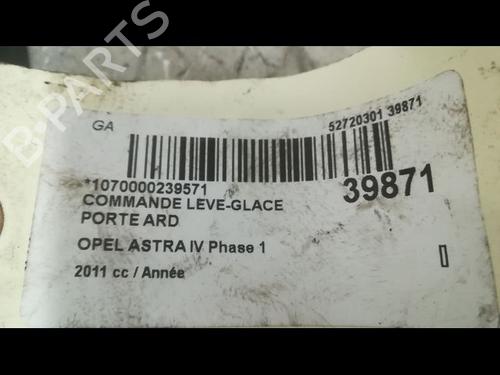 GA
52720301 39871
*1070000239571
39871
COMMANDE LEVE-GLACE
PORTE ARD
OPEL ASTRA IV Phase 1
2011 cc / Année
B-PARTS